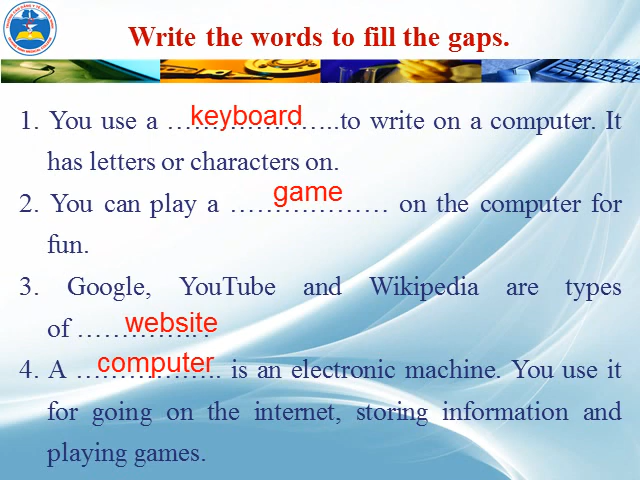 Write the words to fill the gaps.
1. You use a ………keyboard………..to write on a computer. It
has letters or characters on.
2. You can play a ………game……… on the computer for
fun.
3. Google, YouTube and Wikipedia are types
of ……website…… .
4. A ……computer…….. is an electronic machine. You use it
for going on the internet, storing information and
playing games.